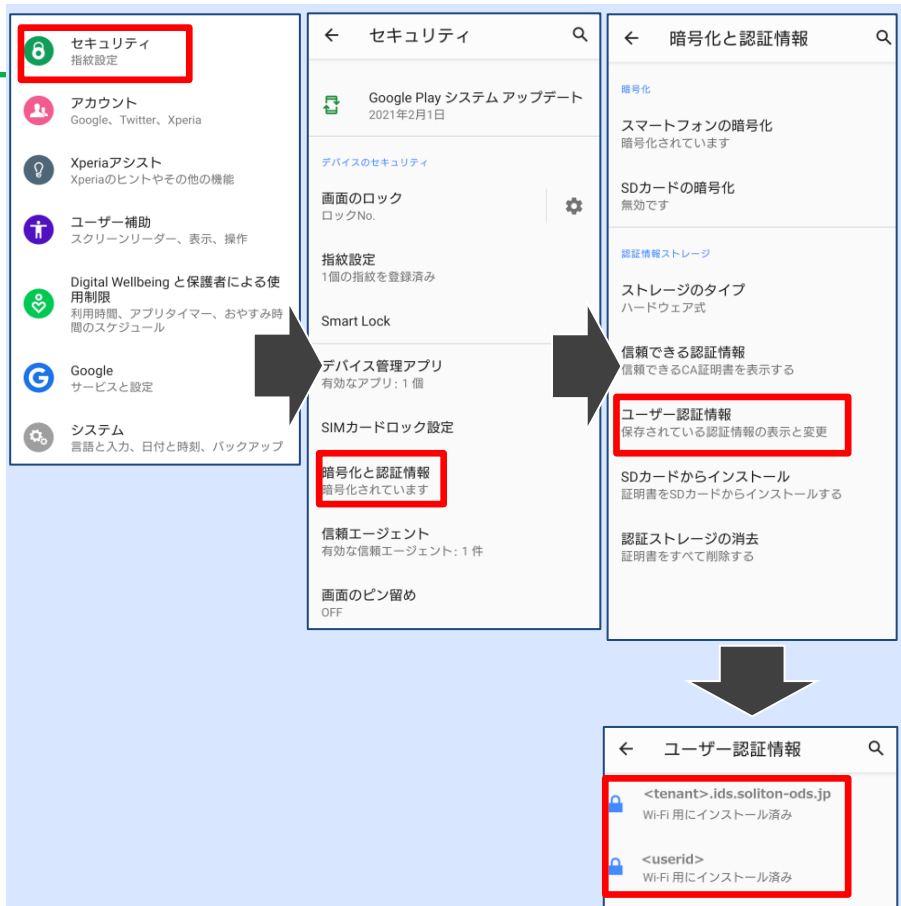 セキュリティ
指紋設定
アカウント
Google、Twitter、Xperia
Xperiaアシスト
Xperiaのヒントやその他の機能
ユーザー補助
スクリーンリーダー、表示、操作
Digital Wellbeing と保護者による使
用制限
利用時間、アプリタイマー、おやすみ時
間のスケジュール
Google
サービスと設定
システム
言語と入力、日付と時刻、バックアップ
セキュリティ
Google Play システム アップデート
2021年2月1日
デバイスのセキュリティ
画面のロック
ロックNo.
指紋設定
1個の指紋を登録済み
Smart Lock
デバイス管理アプリ
有効なアプリ: 1 個
SIMカードロック設定
暗号化と認証情報
暗号化されています
信頼エージェント
有効な信頼エージェント: 1 件
画面のピン留め
OFF
暗号化と認証情報
暗号化
スマートフォンの暗号化
暗号化されています
SDカードの暗号化
無効です
認証情報ストレージ
ストレージのタイプ
ハードウェア式
信頼できる認証情報
信頼できるCA証明書を表示する
ユーザー認証情報
保存されている認証情報の表示と変更
SDカードからインストール
証明書をSDカードからインストールする
認証ストレージの消去
証明書をすべて削除する
ユーザー認証情報
<tenant>.ids.soliton-ods.jp
Wi-Fi 用にインストール済み
<userid>
Wi-Fi 用にインストール済み